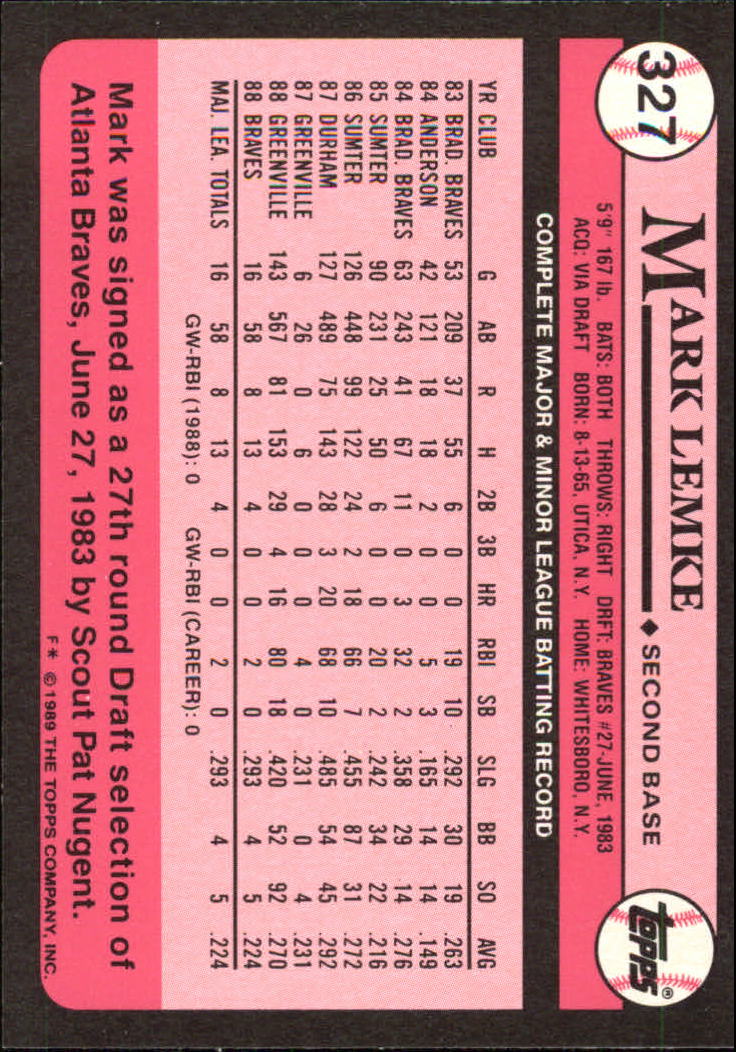 327
MARK LEMKE ◆ SECOND BASE
topps®
5'9" 167 lb. BATS: BOTH THROWS: RIGHT DRFT: BRAVES #27-JUNE, 1983
ACQ: VIA DRAFT BORN: 8-13-65, UTICA, N.Y. HOME: WHITESBORO, N.Y.
COMPLETE MAJOR & MINOR LEAGUE BATTING RECORD
YR CLUB G AB R H 2B 3B HR RBI SB SLG BB SO AVG
83 BRAD. BRAVES 53 209 37 55 6 0 0 19 10 .292 30 19 .263
84 ANDERSON 42 121 18 18 2 0 0 5 3 .165 14 14 .149
84 BRAD. BRAVES 63 243 41 67 11 0 3 32 2 .358 29 14 .276
85 SUMTER 90 231 25 50 6 0 0 20 2 .242 34 22 .216
86 SUMTER 126 448 99 122 24 2 18 66 7 .455 87 31 .272
87 DURHAM 127 489 75 143 28 3 20 68 10 .485 54 45 .292
87 GREENVILLE 6 26 0 6 0 0 0 4 0 .231 0 4 .231
88 GREENVILLE 143 567 81 153 29 4 16 80 18 .420 52 92 .270
88 BRAVES 16 58 8 13 4 0 0 2 0 .293 4 5 .224
MAJ. LEA. TOTALS 16 58 8 13 4 0 0 2 0 .293 4 5 .224
GW-RBI (1988): 0 GW-RBI (CAREER): 0
Mark was signed as a 27th round Draft selection of
Atlanta Braves, June 27, 1983 by Scout Pat Nugent.
F* ©1989 THE TOPPS COMPANY, INC.